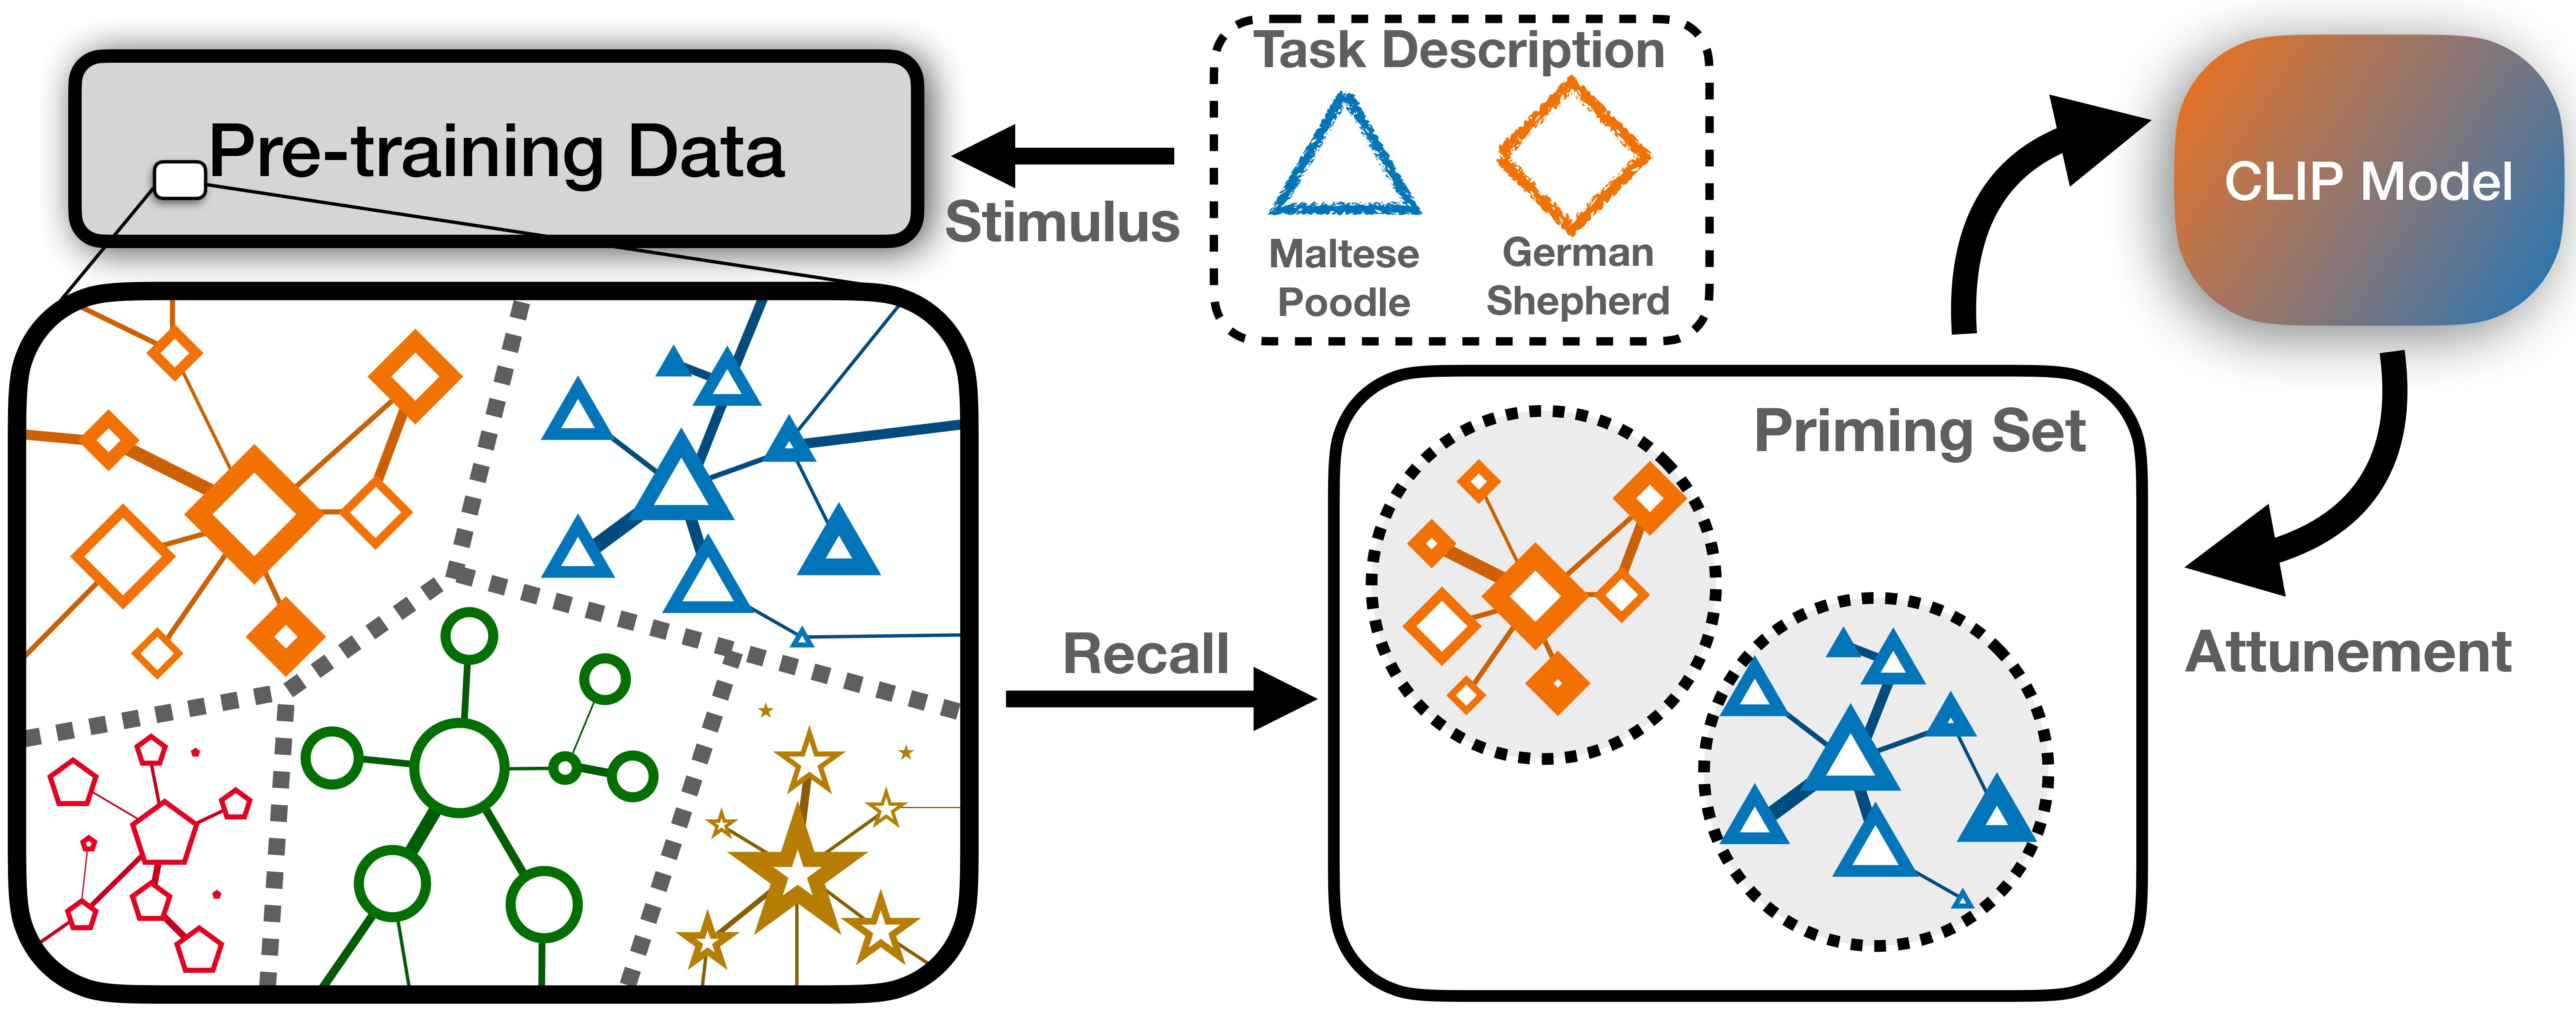 Pre-training Data
Stimulus
Task Description
Maltese
Poodle
German
Shepherd
CLIP Model
Recall
Priming Set
Attunement